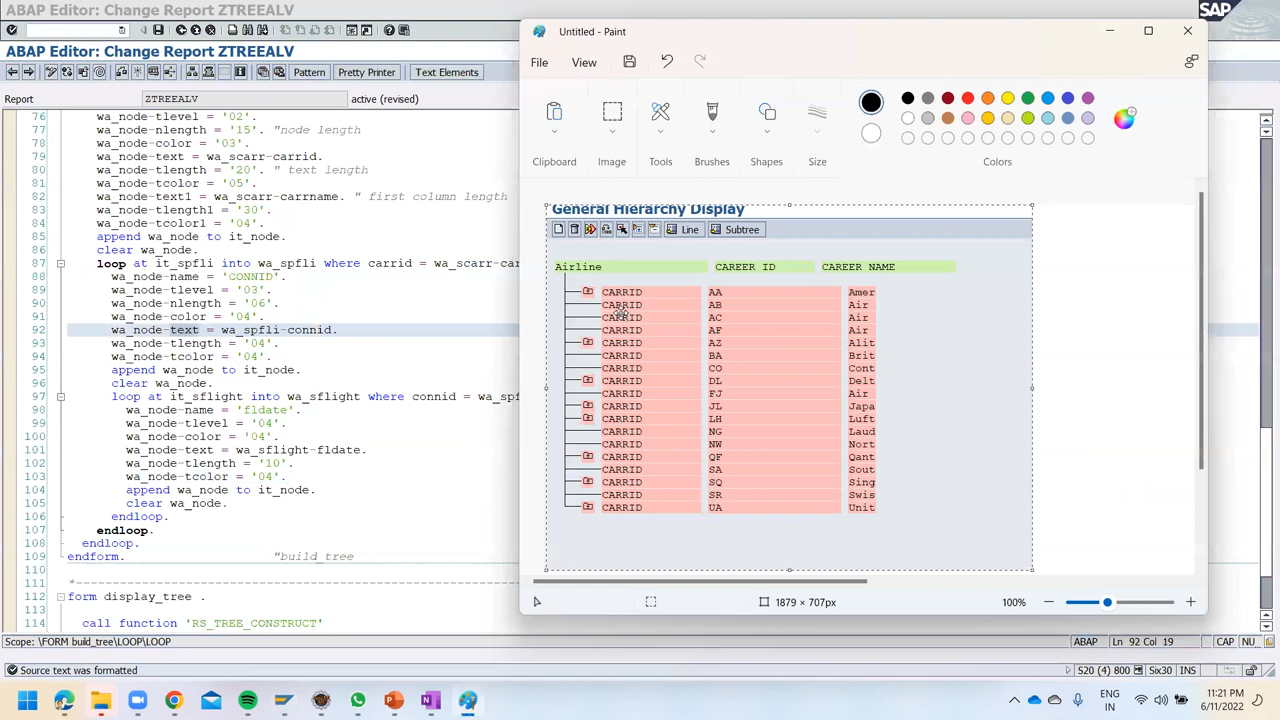 ABAP Editor: Change Report ZTREEALV
SAP
ABAP Editor: Change Report ZTREEALV
Pattern
Pretty Printer
Text Elements
Report
ZTREEALV
active (revised)
76 wa_node-tlevel = '02'.
77 wa_node-nlength = '15'. "node length
78 wa_node-color = '03'.
79 wa_node-text = wa_scarr-carrid.
80 wa_node-tlength = '20'. " text length
81 wa_node-tcolor = '05'.
82 wa_node-text1 = wa_scarr-carrname. " first column length
83 wa_node-tlength1 = '30'.
84 wa_node-tcolor1 = '04'.
85 append wa_node to it_node.
86 clear wa_node.
87 loop at it_spfli into wa_spfli where carrid = wa_scarr-ca
88 wa_node-name = 'CONNID'.
89 wa_node-tlevel = '03'.
90 wa_node-nlength = '06'.
91 wa_node-color = '04'.
92 wa_node-text = wa_spfli-connid.
93 wa_node-tlength = '04'.
94 wa_node-tcolor = '04'.
95 append wa_node to it_node.
96 clear wa_node.
97 loop at it_sflight into wa_sflight where connid = wa_sp
98 wa_node-name = 'fldate'.
99 wa_node-tlevel = '04'.
100 wa_node-color = '04'.
101 wa_node-text = wa_sflight-fldate.
102 wa_node-tlength = '10'.
103 wa_node-tcolor = '04'.
104 append wa_node to it_node.
105 clear wa_node.
106 endloop.
107 endloop.
108 endloop.
109 endform. "build_tree
110
111 *-----------------------------------------------------------
112 form display_tree .
113
114 call function 'RS_TREE_CONSTRUCT'
Scope: \FORM build_tree\LOOP\LOOP
ABAP
Ln 92 Col 19
CAP
NU
Source text was formatted
S20 (4) 800
Six30
INS
Untitled - Paint
File
View
Clipboard
Image
Tools
Brushes
Shapes
Size
Colors
General Hierarchy Display
Line
Subtree
Airline CAREER ID CAREER NAME
CARRID AA Amer
CARRID AB Air
CARRID AC Air
CARRID AF Air
CARRID AZ Alit
CARRID BA Brit
CARRID CO Cont
CARRID DL Delt
CARRID FJ Air
CARRID JL Japa
CARRID LH Luft
CARRID NG Laud
CARRID NW Nort
CARRID QF Qant
CARRID SA Sout
CARRID SQ Sing
CARRID SR Swis
CARRID UA Unit
1879 × 707px
100%
ENG
IN
11:21 PM
6/11/2022